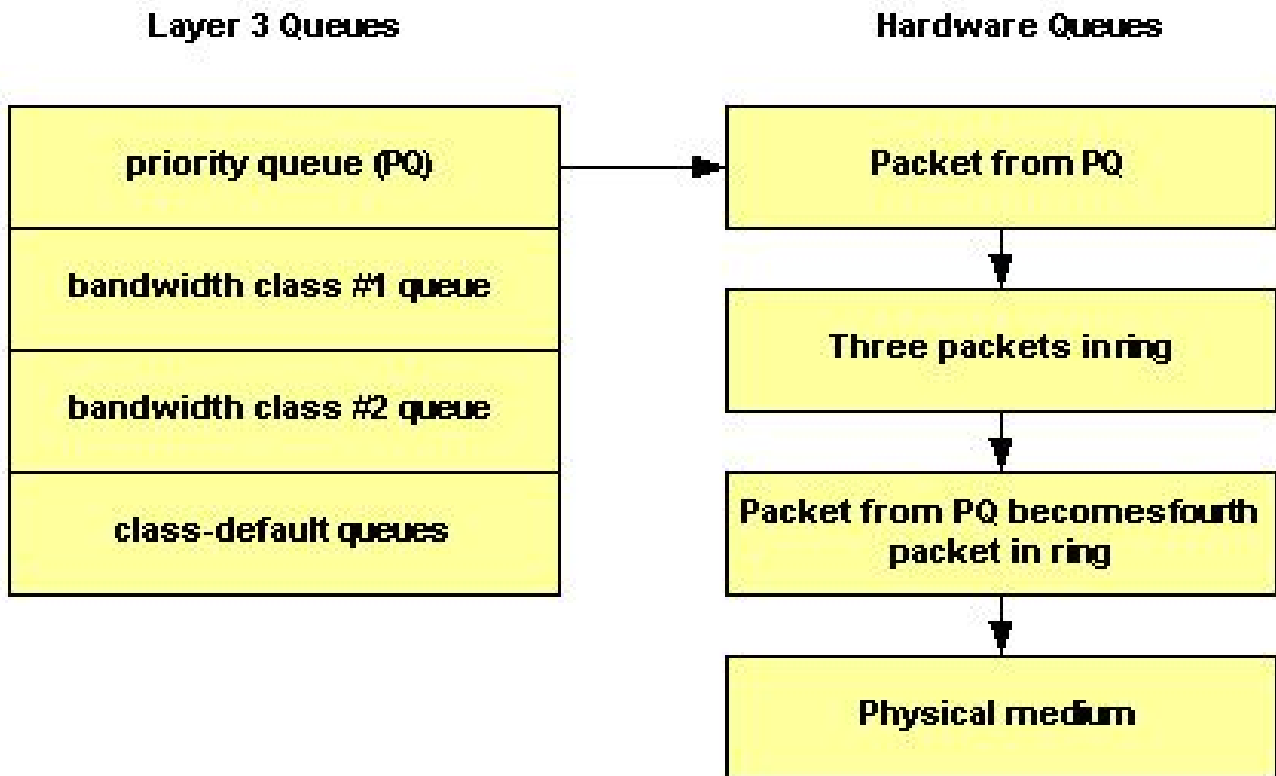 Layer 3 Queues
Hardware Queues
priority queue (PQ)
bandwidth class #1 queue
bandwidth class #2 queue
class-default queues
Packet from PQ
Three packets in ring
Packet from PQ becomes fourth
packet in ring
Physical medium